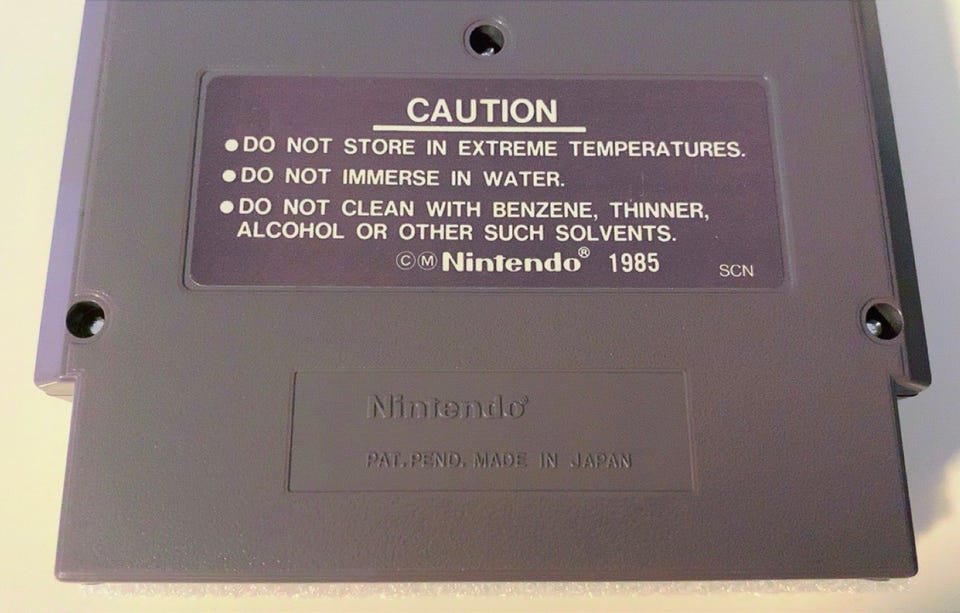 CAUTION
●DO NOT STORE IN EXTREME TEMPERATURES.
●DO NOT IMMERSE IN WATER.
●DO NOT CLEAN WITH BENZENE, THINNER,
ALCOHOL OR OTHER SUCH SOLVENTS.
ⒸⓂNintendo® 1985 SCN
Nintendo®
PAT. PEND. MADE IN JAPAN